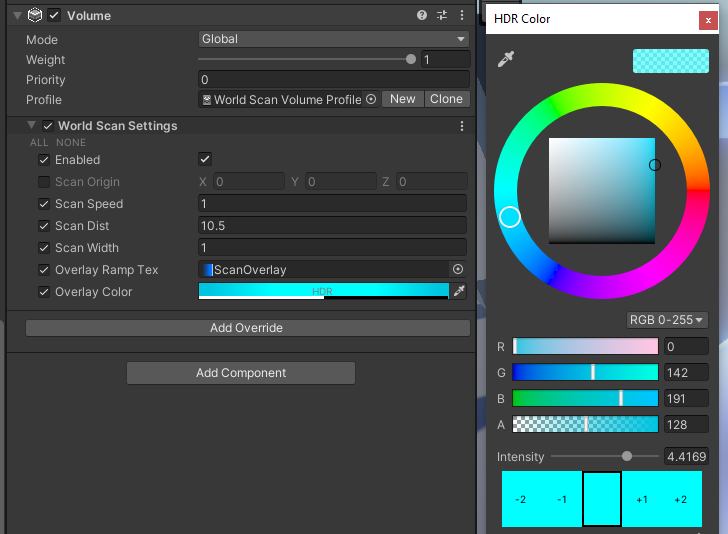 Volume
Mode Global
Weight 1
Priority 0
Profile World Scan Volume Profile New Clone
World Scan Settings
ALL NONE
Enabled
Scan Origin X 0 Y 0 Z 0
Scan Speed 1
Scan Dist 10.5
Scan Width 1
Overlay Ramp Tex ScanOverlay
Overlay Color HDR
Add Override
Add Component
HDR Color
x
RGB 0-255
R 0
G 142
B 191
A 128
Intensity 4.4169
-2 -1 +1 +2